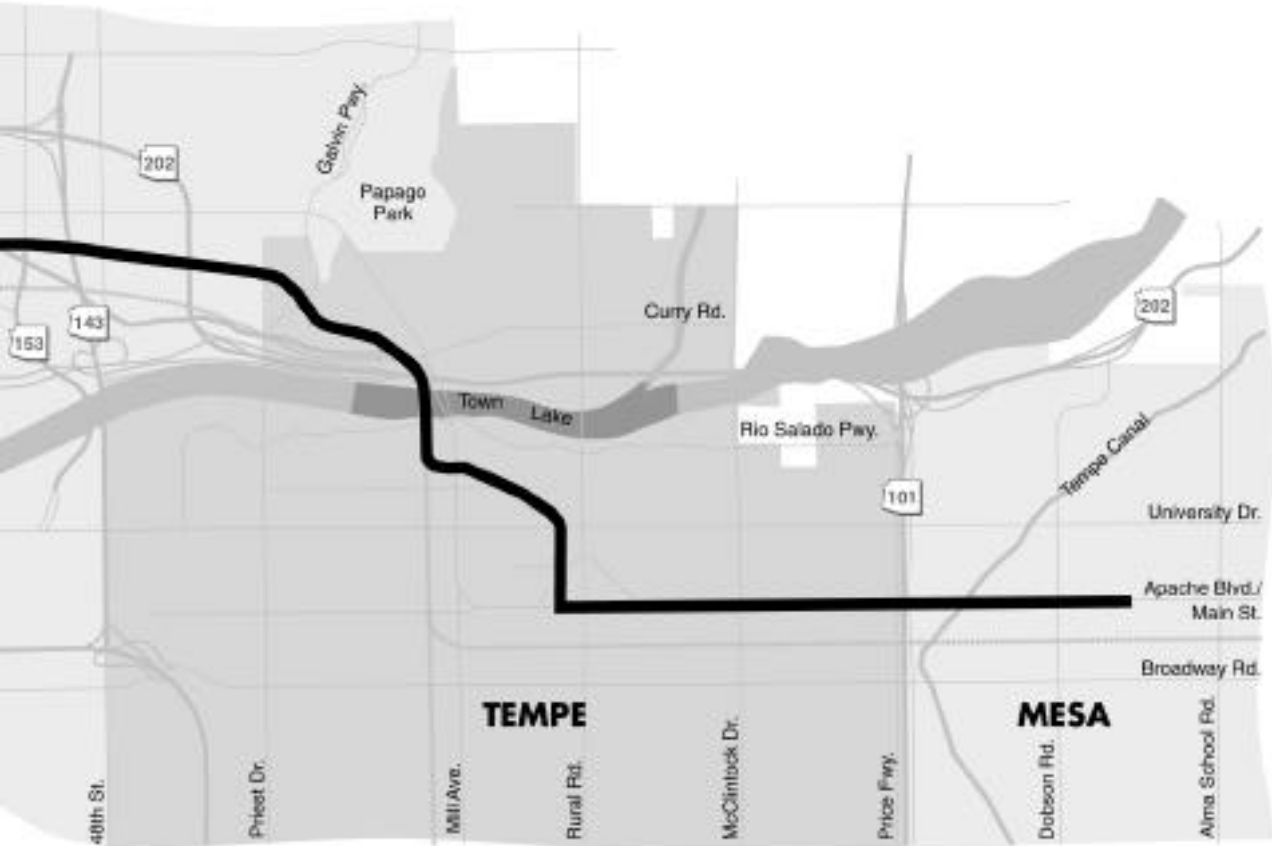 Galvin Pwy.
202
Papago
Park
Curry Rd.
202
143
153
Town Lake
Rio Salado Pwy.
Tempe Canal
101
University Dr.
Apache Blvd./
Main St.
Broadway Rd.
TEMPE
MESA
48th St.
Priest Dr.
Mill Ave.
Rural Rd.
McClintock Dr.
Price Fwy.
Dobson Rd.
Alma School Rd.